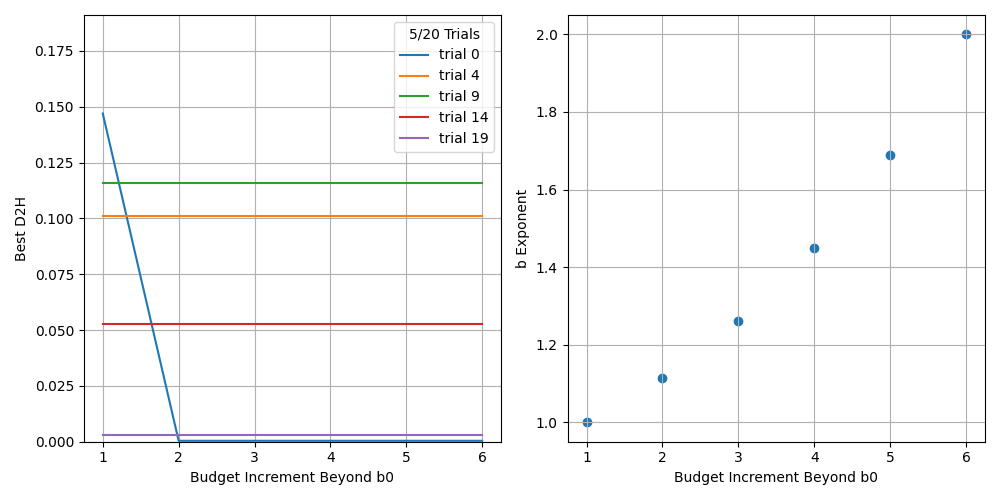 5/20 Trials
trial 0
trial 4
trial 9
trial 14
trial 19
Best D2H
0.175
0.150
0.125
0.100
0.075
0.050
0.025
0.000
1 2 3 4 5 6
Budget Increment Beyond b0
b Exponent
2.0
1.8
1.6
1.4
1.2
1.0
1 2 3 4 5 6
Budget Increment Beyond b0